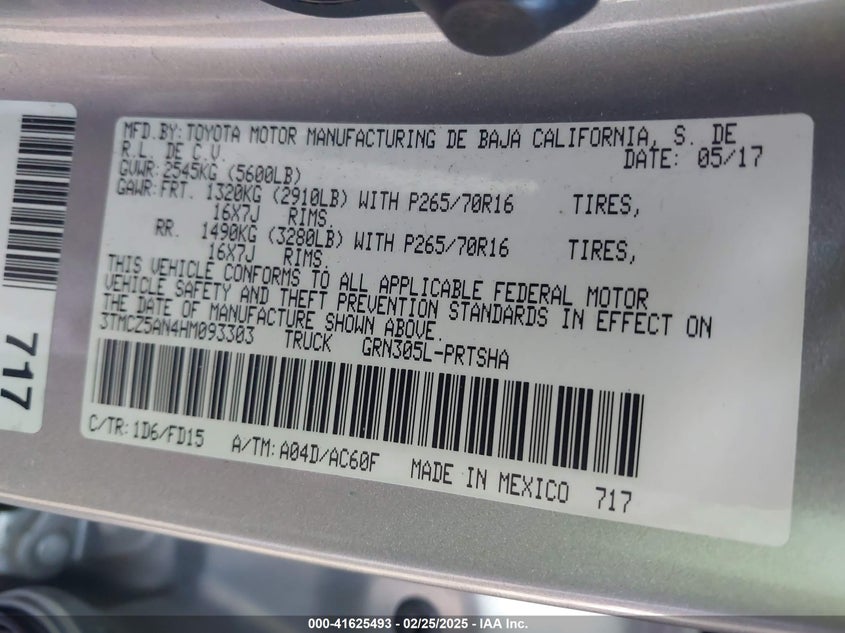 MFD.BY: TOYOTA MOTOR MANUFACTURING DE BAJA CALIFORNIA, S. DE
R.L. DE C.V. DATE: 05/17
GVWR: 2545KG (5600LB)
GAWR: FRT. 1320KG (2910LB) WITH P265/70R16 TIRES,
16X7J RIMS.
RR. 1490KG (3280LB) WITH P265/70R16 TIRES,
16X7J RIMS.
THIS VEHICLE CONFORMS TO ALL APPLICABLE FEDERAL MOTOR
VEHICLE SAFETY AND THEFT PREVENTION STANDARDS IN EFFECT ON
THE DATE OF MANUFACTURE SHOWN ABOVE.
3TMCZ5AN4HM093303 TRUCK GRN305L-PRTSHA
C/TR: 1D6/FD15 A/TM: A04D/AC60F MADE IN MEXICO 717
717
000-41625493 - 02/25/2025 - IAA Inc.